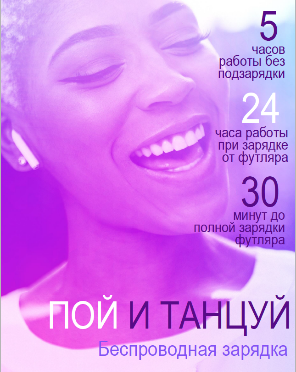 5
часов
работы без
подзарядки
24
часа работы
при зарядке
от футляра
30
минут до
полной зарядки
футляра
ПОЙ И ТАНЦУЙ
Беспроводная зарядка